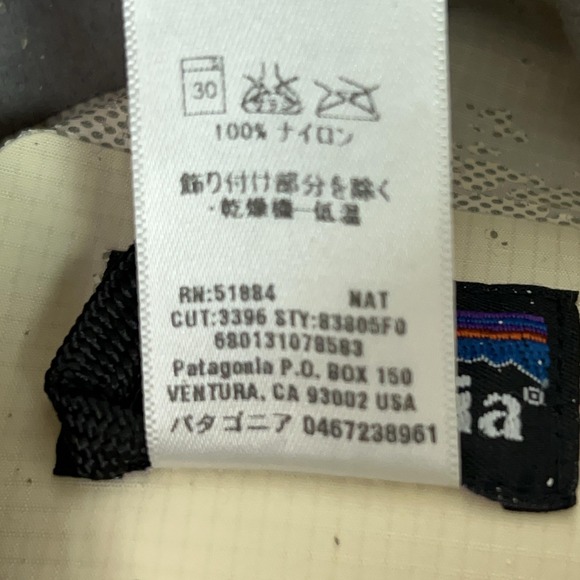 30
100% ナイロン
飾り付け部分を除く
・乾燥機一低温
RN:51884 NAT
CUT:3396 STY:83805F0
680131078583
Patagonia P.O. BOX 150
VENTURA, CA 93002 USA
パタゴニア 0467238961
ia